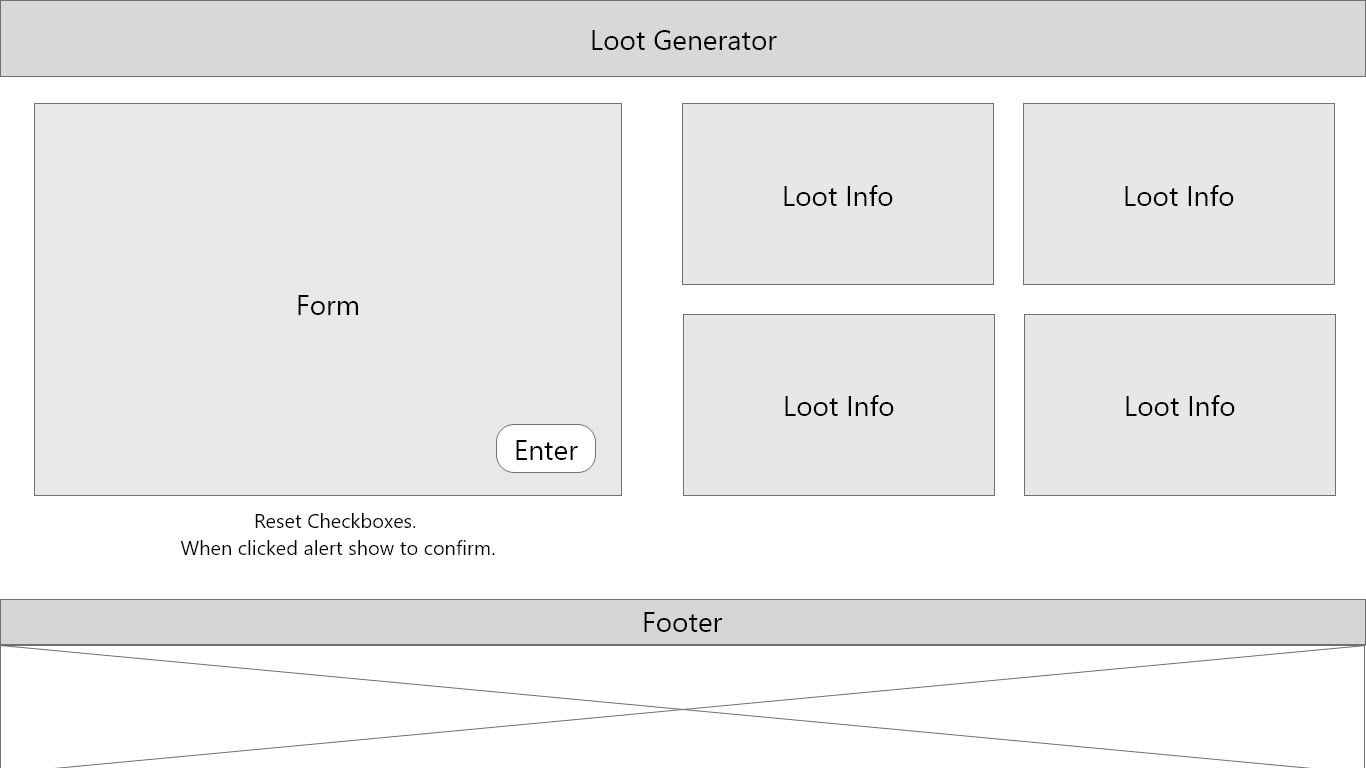 Loot Generator
Form
Enter
Reset Checkboxes.
When clicked alert show to confirm.
Loot Info
Loot Info
Loot Info
Loot Info
Footer